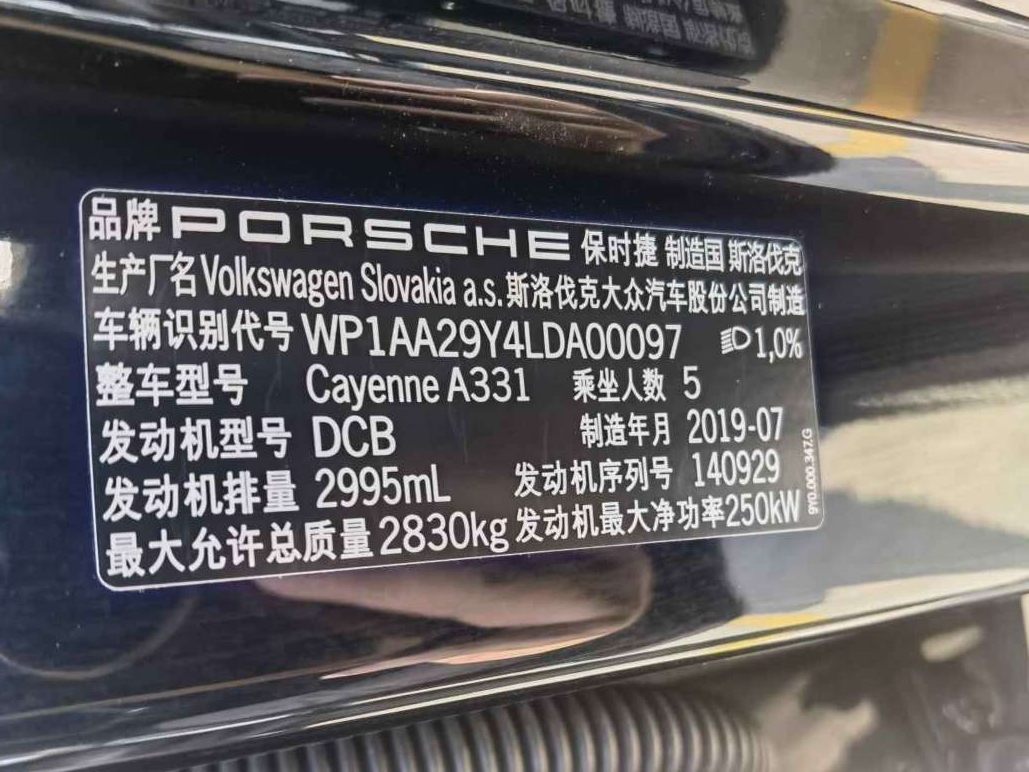 品牌 PORSCHE 保时捷 制造国 斯洛伐克
生产厂名 Volkswagen Slovakia a.s. 斯洛伐克大众汽车股份公司制造
车辆识别代号 WP1AA29Y4LDA00097 1,0%
整车型号 Cayenne A331 乘坐人数 5
发动机型号 DCB 制造年月 2019-07
发动机排量 2995mL 发动机序列号 140929
最大允许总质量 2830kg 发动机最大净功率 250kW
9Y0.000.347.G